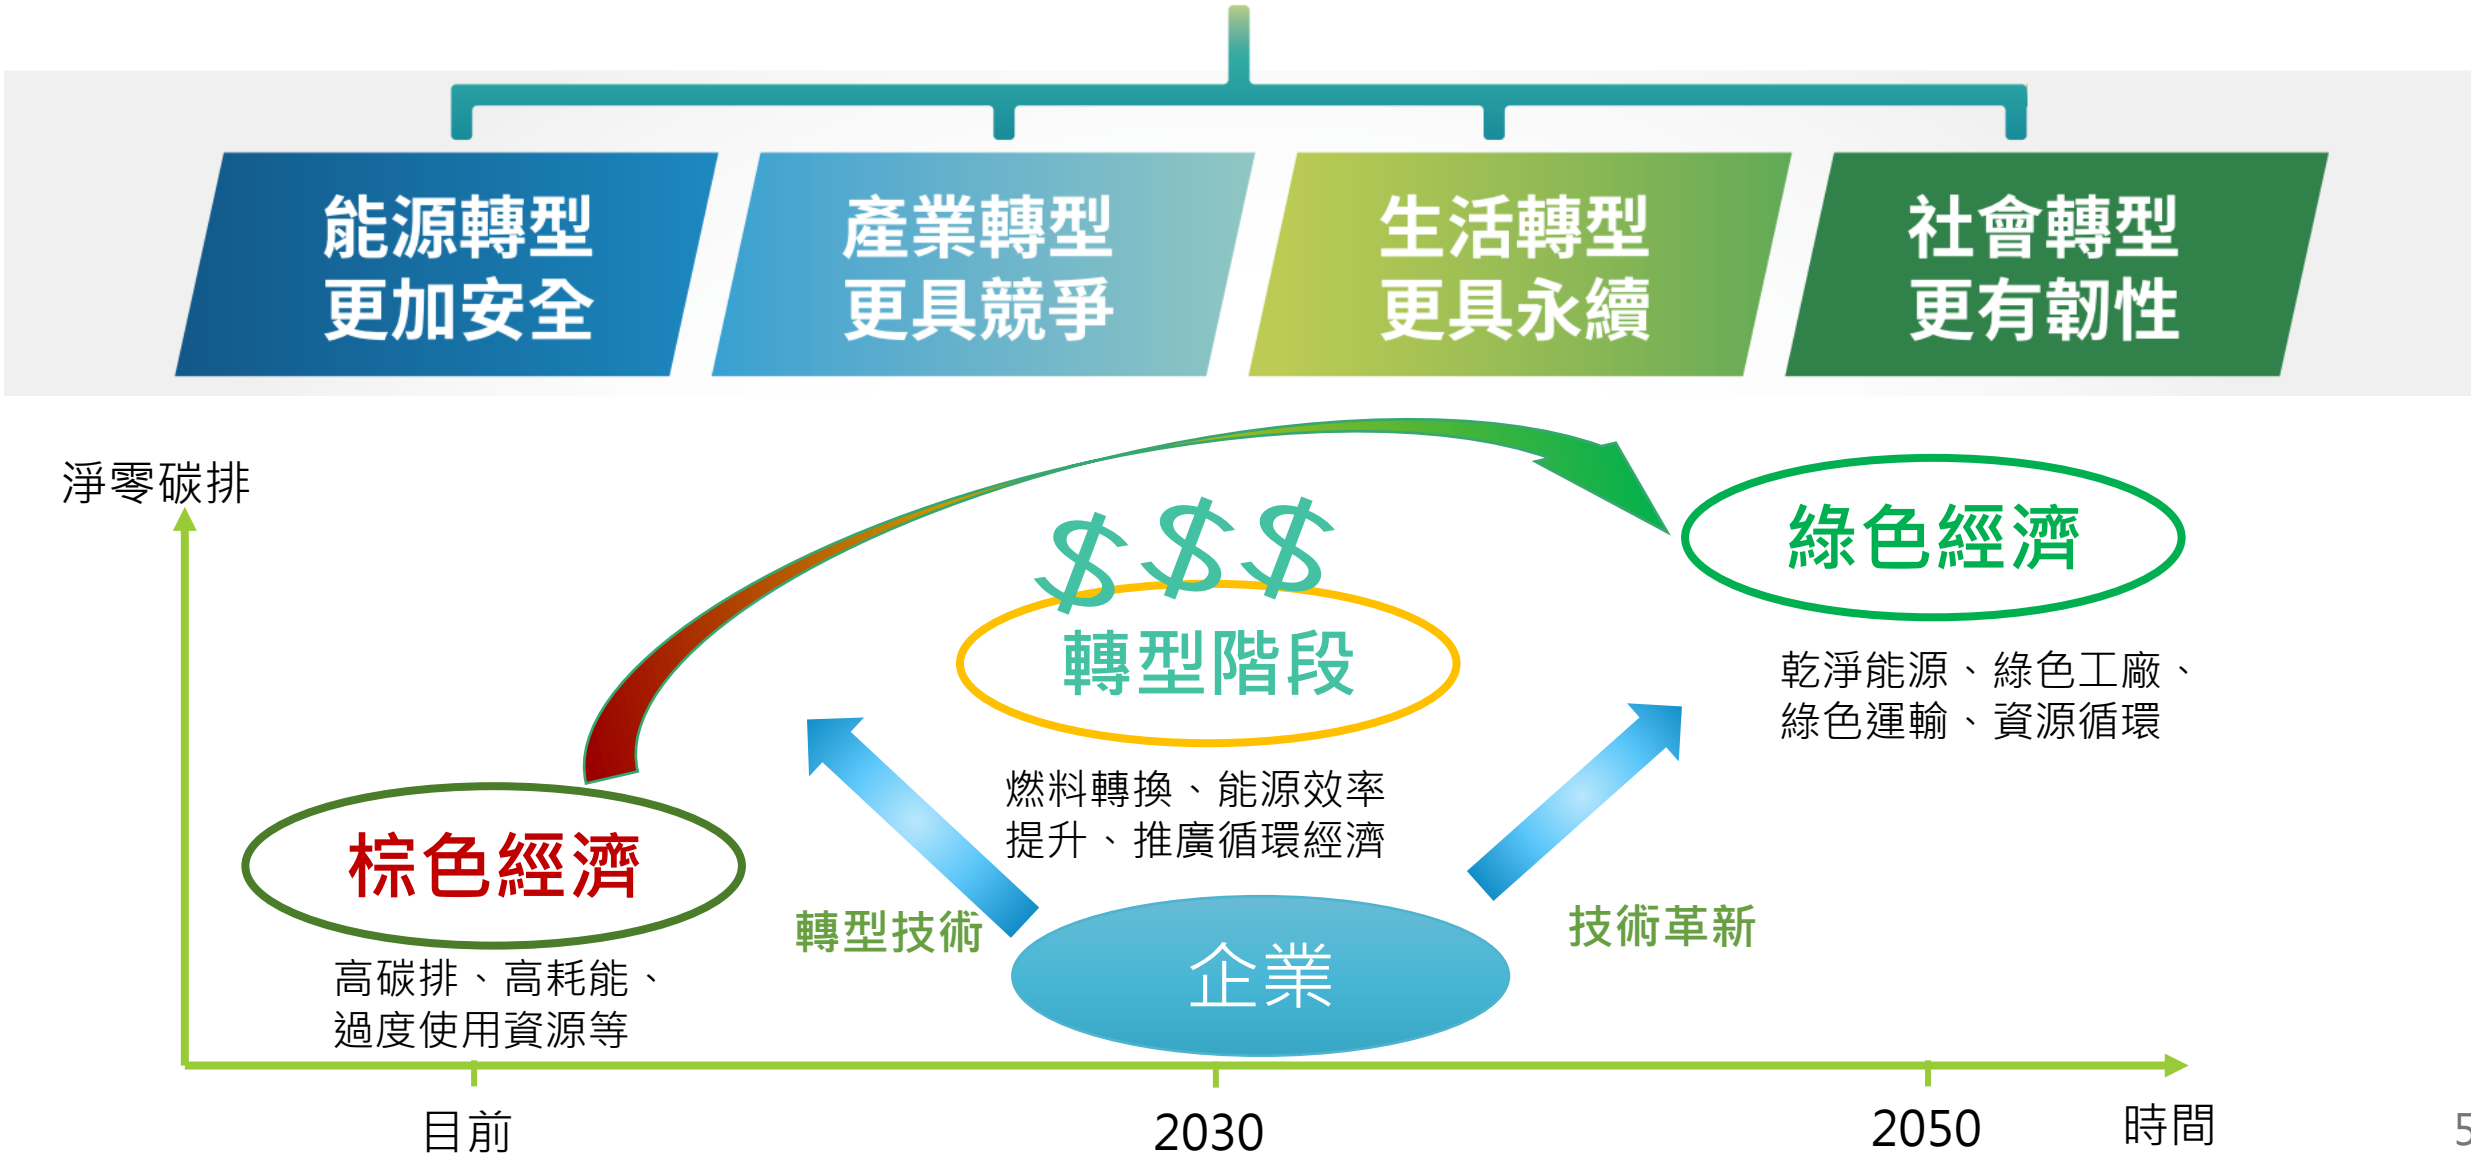 能源轉型
更加安全
產業轉型
更具競爭
生活轉型
更具永續
社會轉型
更有韌性
淨零碳排
$$$
轉型階段
綠色經濟
乾淨能源、綠色工廠、
綠色運輸、資源循環
燃料轉換、能源效率
提升、推廣循環經濟
棕色經濟
高碳排、高耗能、
過度使用資源等
轉型技術
企業
技術革新
目前
2030
2050
時間
5